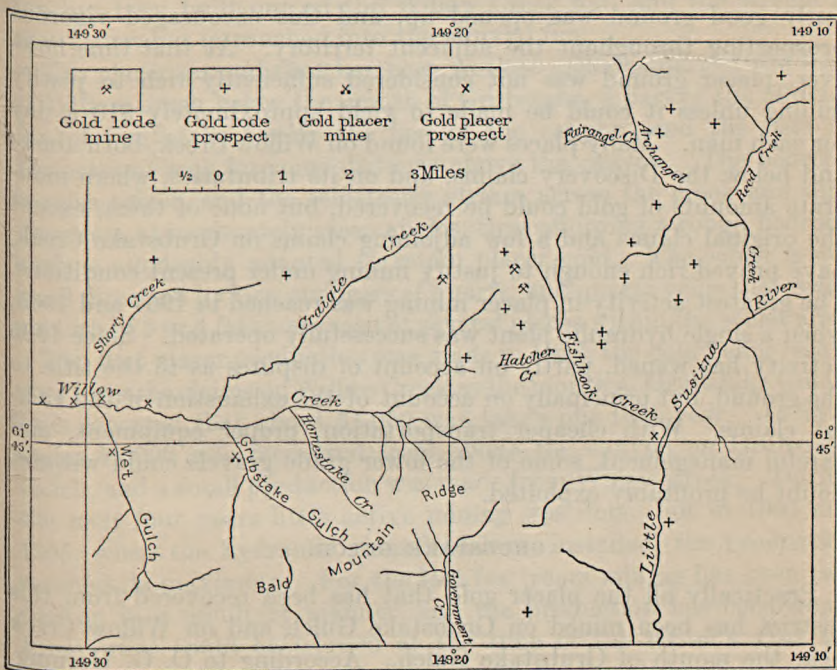 149° 30'
149° 20'
149° 10'
Gold lode
mine
Gold lode
prospect
Gold placer
mine
Gold placer
prospect
1 ½ 0 1 2 3 Miles
Fairangel Cr.
Archangel
Creek
Reed Creek
Craigie Creek
Shorty Creek
River
Susitna
Little
Fishhook Creek
Hatcher
Cr
Willow
Creek
61°
45'
61°
45'
Wet
Gulch
Grubstake Gulch
Homestake Cr.
Bald
Mountain
Ridge
Government
Cr
149° 30'
149° 20'
149° 10'